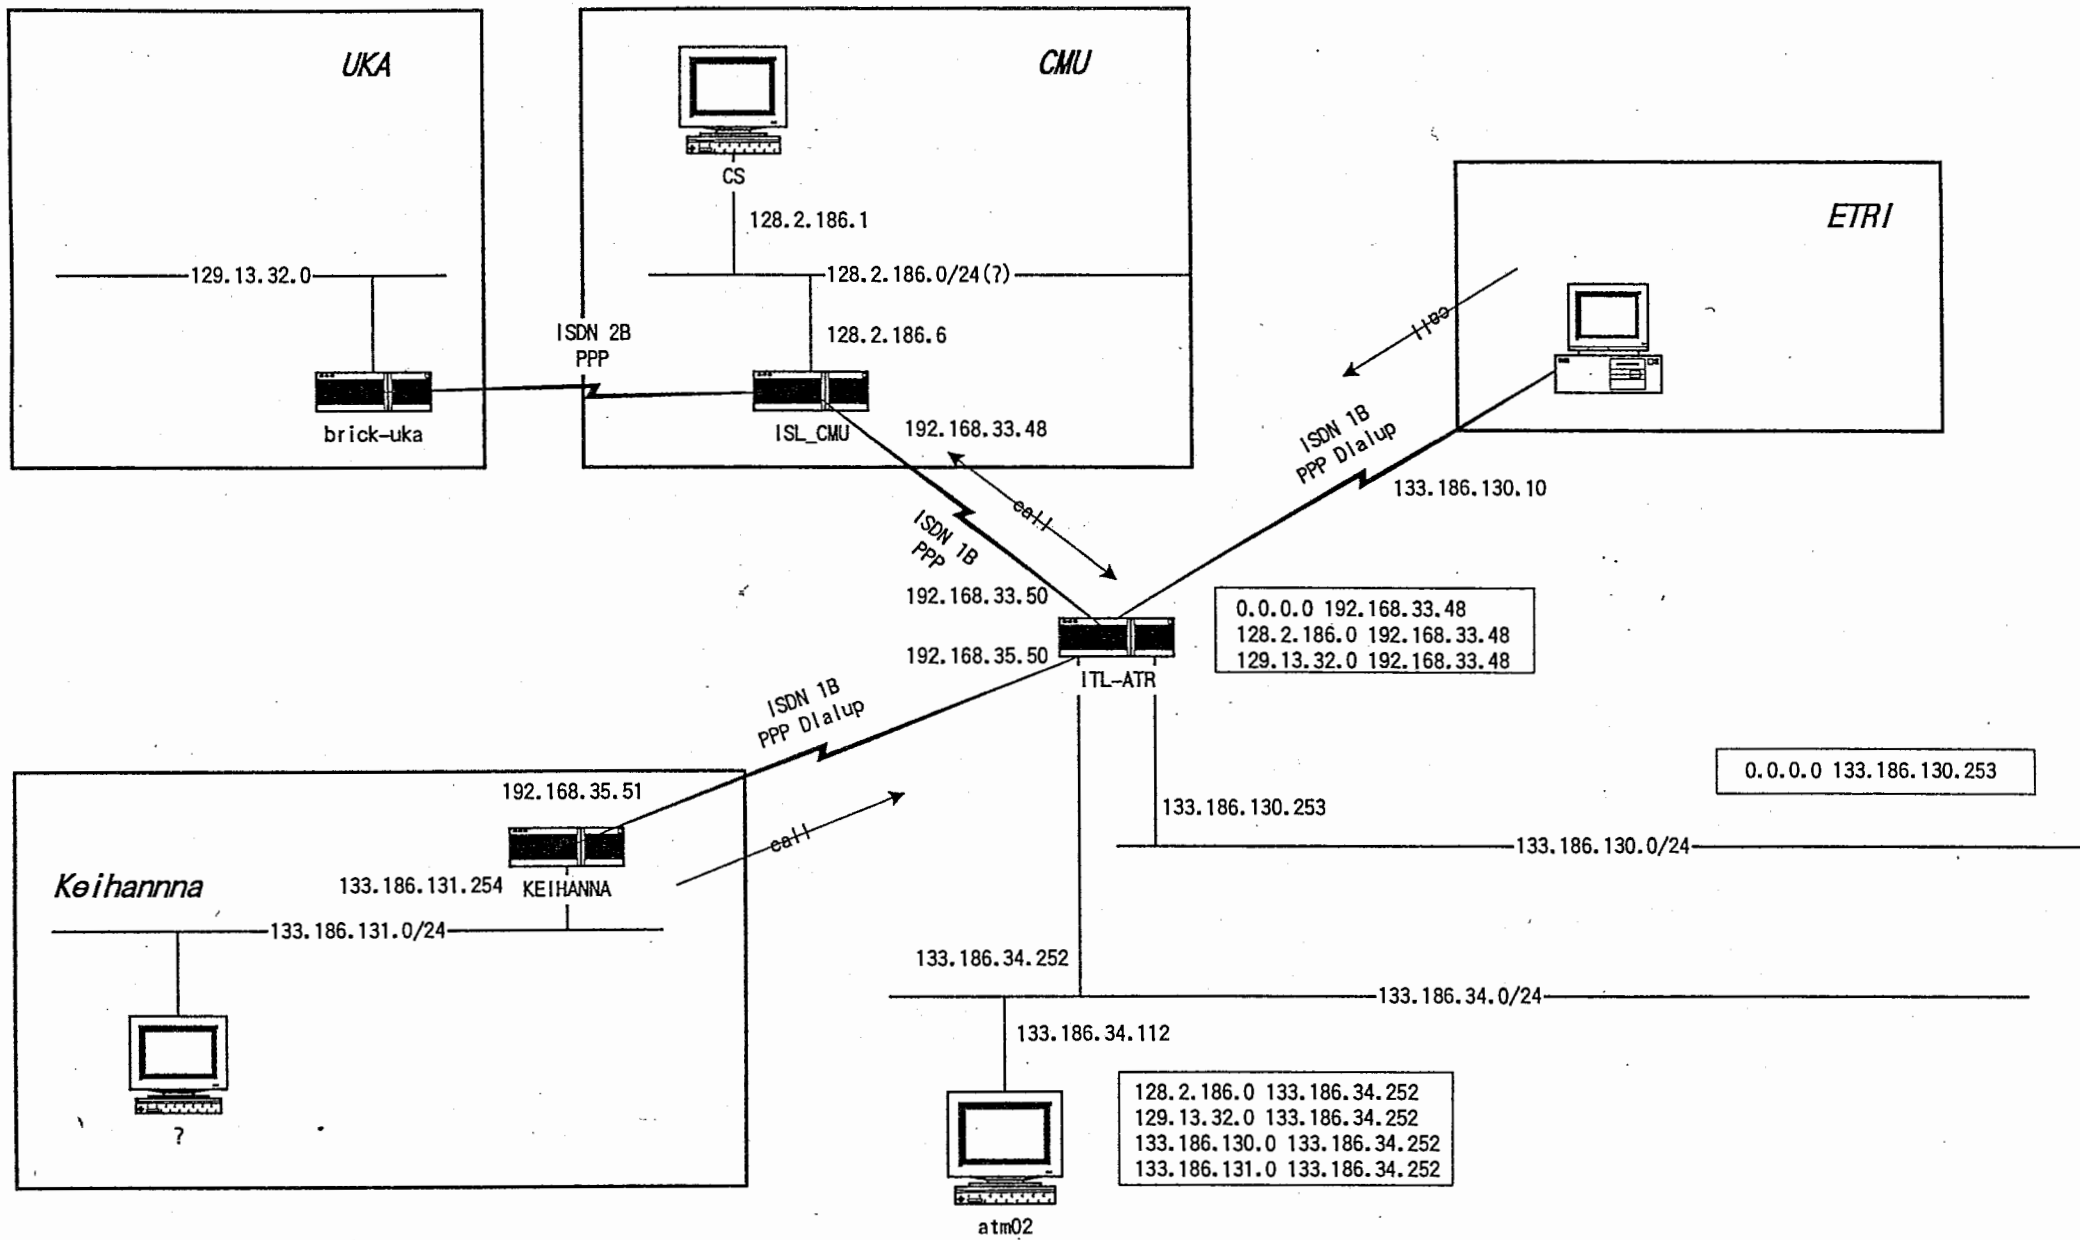 UKA
CMU
CS
128.2.186.1
ETRI
129.13.32.0
128.2.186.0/24(?)
ISDN 2B
PPP
128.2.186.6
call
brick-uka
ISL_CMU
192.168.33.48
ISDN 1B
PPP Dialup
133.186.130.10
call
ISDN 1B
PPP
192.168.33.50
0.0.0.0 192.168.33.48
128.2.186.0 192.168.33.48
129.13.32.0 192.168.33.48
192.168.35.50
ITL-ATR
ISDN 1B
PPP Dialup
0.0.0.0 133.186.130.253
192.168.35.51
133.186.130.253
call
133.186.130.0/24
Keihannna
133.186.131.254
KEIHANNA
133.186.131.0/24
133.186.34.252
133.186.34.0/24
133.186.34.112
?
128.2.186.0 133.186.34.252
129.13.32.0 133.186.34.252
133.186.130.0 133.186.34.252
133.186.131.0 133.186.34.252
atm02